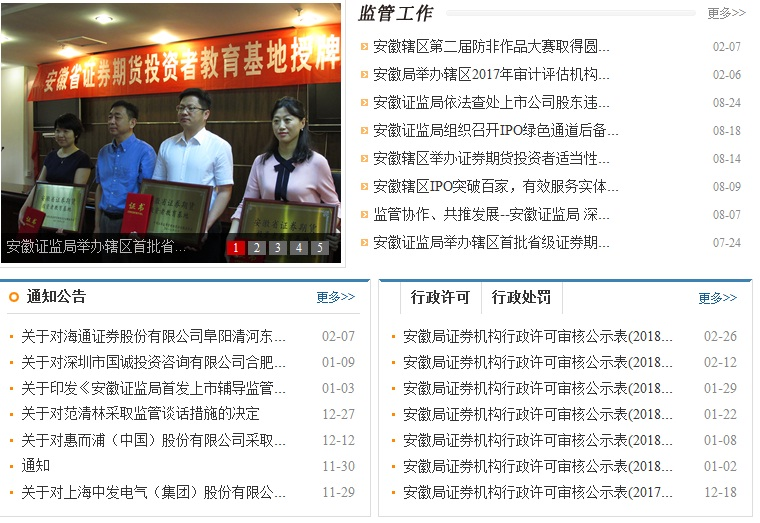 安徽省证券期货投资者教育基地授牌
证书
安徽证监局举办辖区首批省...
1 2 3 4 5
监管工作 更多>>
安徽辖区第二届防非作品大赛取得圆... 02-07
安徽局举办辖区2017年审计评估机构... 02-06
安徽证监局依法查处上市公司股东违... 08-24
安徽证监局组织召开IPO绿色通道后备... 08-18
安徽辖区举办证券期货投资者适当性... 08-14
安徽辖区IPO突破百家，有效服务实体... 08-09
监管协作、共推发展--安徽证监局 深... 08-07
安徽证监局举办辖区首批省级证券期... 07-24
通知公告 更多>>
关于对海通证券股份有限公司阜阳清河东... 02-07
关于对深圳市国诚投资咨询有限公司合肥... 01-09
关于印发《安徽证监局首发上市辅导监管... 01-03
关于对范清林采取监管谈话措施的决定 12-27
关于对惠而浦（中国）股份有限公司采取... 12-12
通知 11-30
关于对上海中发电气（集团）股份有限公... 11-29
行政许可 行政处罚 更多>>
安徽局证券机构行政许可审核公示表(2018... 02-26
安徽局证券机构行政许可审核公示表(2018... 02-12
安徽局证券机构行政许可审核公示表(2018... 01-29
安徽局证券机构行政许可审核公示表(2018... 01-22
安徽局证券机构行政许可审核公示表(2018... 01-08
安徽局证券机构行政许可审核公示表(2018... 01-02
安徽局证券机构行政许可审核公示表(2017... 12-18